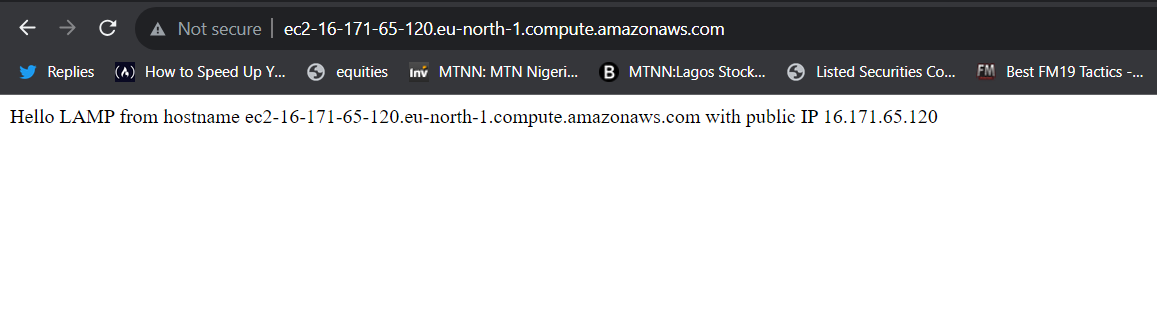 Not secure | ec2-16-171-65-120.eu-north-1.compute.amazonaws.com
Replies (A) How to Speed Up Y... equities Inv MTNN: MTN Nigeri... B MTNN:Lagos Stock... Listed Securities Co... FM Best FM19 Tactics -...
Hello LAMP from hostname ec2-16-171-65-120.eu-north-1.compute.amazonaws.com with public IP 16.171.65.120